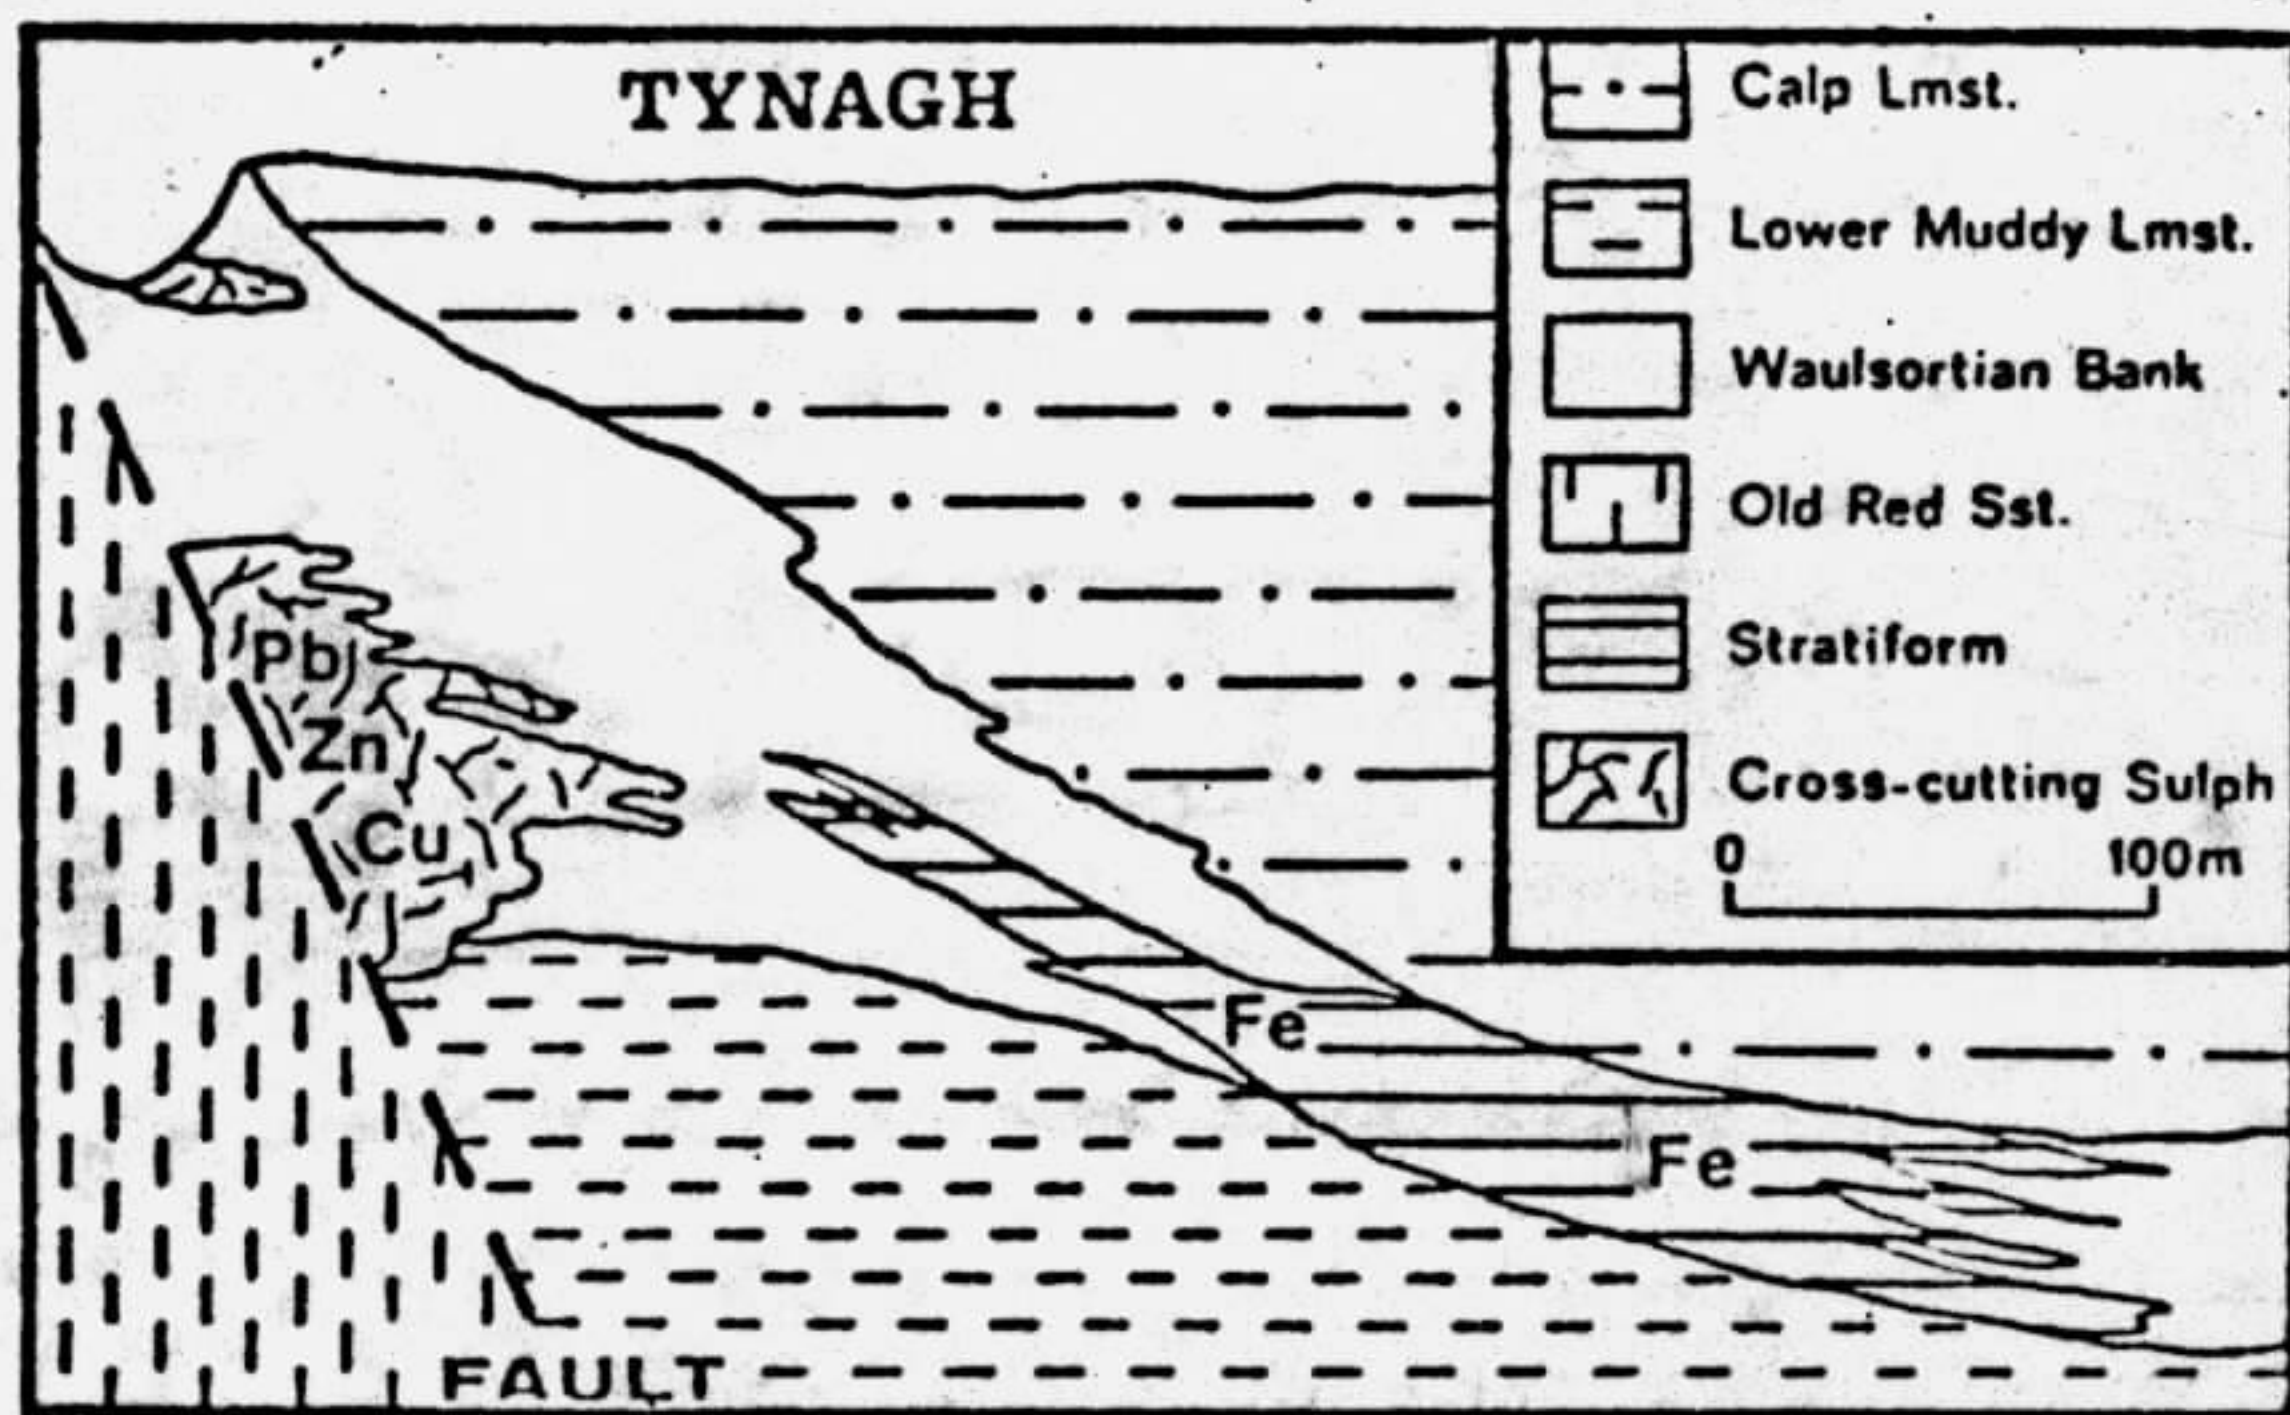 TYNAGH
Calp Lmst.
Lower Muddy Lmst.
Waulsortian Bank
Old Red Sst.
Stratiform
Cross-cutting Sulph
0 100m
Pb
Zn
Cu
Fe
Fe
FAULT